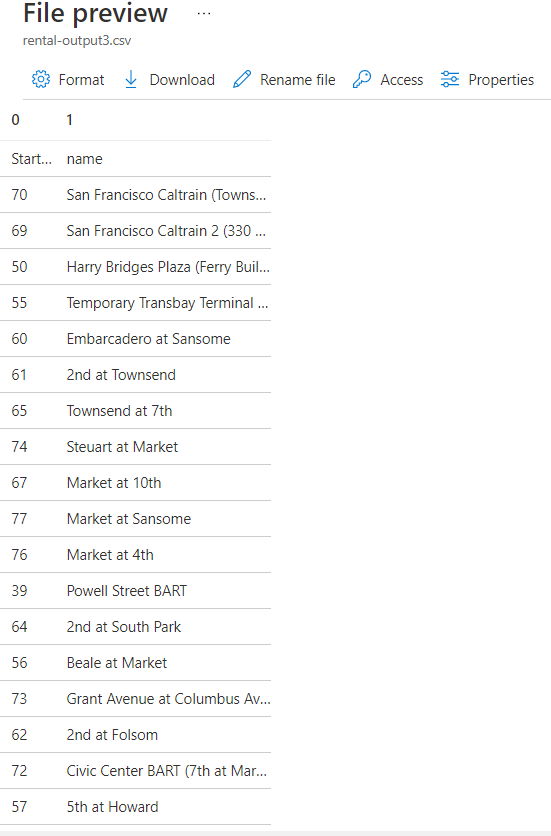 File preview ...
rental-output3.csv
Format Download Rename file Access Properties
0 1
Start... name
70 San Francisco Caltrain (Towns...
69 San Francisco Caltrain 2 (330 ...
50 Harry Bridges Plaza (Ferry Buil...
55 Temporary Transbay Terminal ...
60 Embarcadero at Sansome
61 2nd at Townsend
65 Townsend at 7th
74 Steuart at Market
67 Market at 10th
77 Market at Sansome
76 Market at 4th
39 Powell Street BART
64 2nd at South Park
56 Beale at Market
73 Grant Avenue at Columbus Av...
62 2nd at Folsom
72 Civic Center BART (7th at Mar...
57 5th at Howard